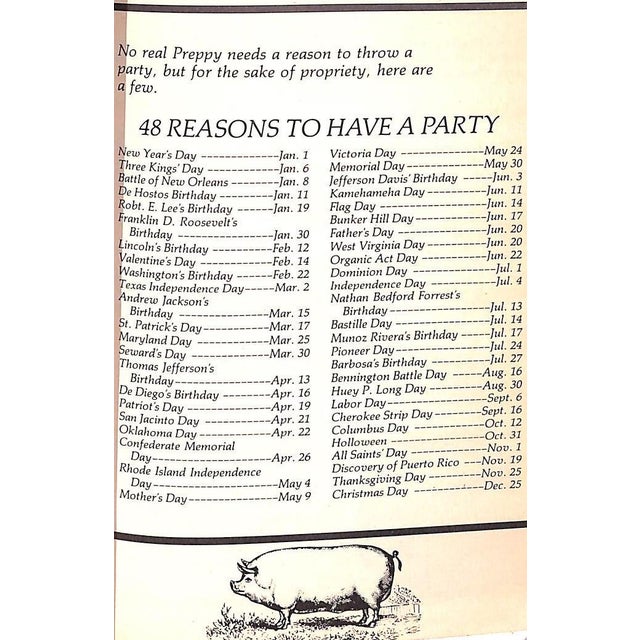 No real Preppy needs a reason to throw a
party, but for the sake of propriety, here are
a few.
48 REASONS TO HAVE A PARTY
New Year's Day ------------- Jan. 1
Three Kings' Day ------------ Jan. 6
Battle of New Orleans -------- Jan. 8
De Hostos Birthday --------- Jan. 11
Robt. E. Lee's Birthday ------ Jan. 19
Franklin D. Roosevelt's
Birthday ----------------- Jan. 30
Lincoln's Birthday ---------- Feb. 12
Valentine's Day ------------ Feb. 14
Washington's Birthday ------ Feb. 22
Texas Independence Day ----- Mar. 2
Andrew Jackson's
Birthday ---------------- Mar. 15
St. Patrick's Day ----------- Mar. 17
Maryland Day ------------- Mar. 25
Seward's Day -------------- Mar. 30
Thomas Jefferson's
Birthday ---------------- Apr. 13
De Diego's Birthday -------- Apr. 16
Patriot's Day -------------- Apr. 19
San Jacinto Day ----------- Apr. 21
Oklahoma Day ------------ Apr. 22
Confederate Memorial
Day -------------------- Apr. 26
Rhode Island Independence
Day --------------------- May 4
Mother's Day -------------- May 9
Victoria Day -------------- May 24
Memorial Day ------------- May 30
Jefferson Davis' Birthday ------ Jun. 3
Kamehameha Day ---------- Jun. 11
Flag Day ----------------- Jun. 14
Bunker Hill Day ----------- Jun. 17
Father's Day -------------- Jun. 20
West Virginia Day ---------- Jun. 20
Organic Act Day ----------- Jun. 22
Dominion Day -------------- Jul. 1
Independence Day ----------- Jul. 4
Nathan Bedford Forrest's
Birthday ----------------- Jul. 13
Bastille Day --------------- Jul. 14
Munoz Rivera's Birthday ----- Jul. 17
Pioneer Day --------------- Jul. 24
Barbosa's Birthday ---------- Jul. 27
Bennington Battle Day ------ Aug. 16
Huey P. Long Day --------- Aug. 30
Labor Day ---------------- Sept. 6
Cherokee Strip Day -------- Sept. 16
Columbus Day ------------ Oct. 12
Holloween ---------------- Oct. 31
All Saints' Day ------------- Nov. 1
Discovery of Puerto Rico --- Nov. 19
Thanksgiving Day --------- Nov. 25
Christmas Day ------------ Dec. 25